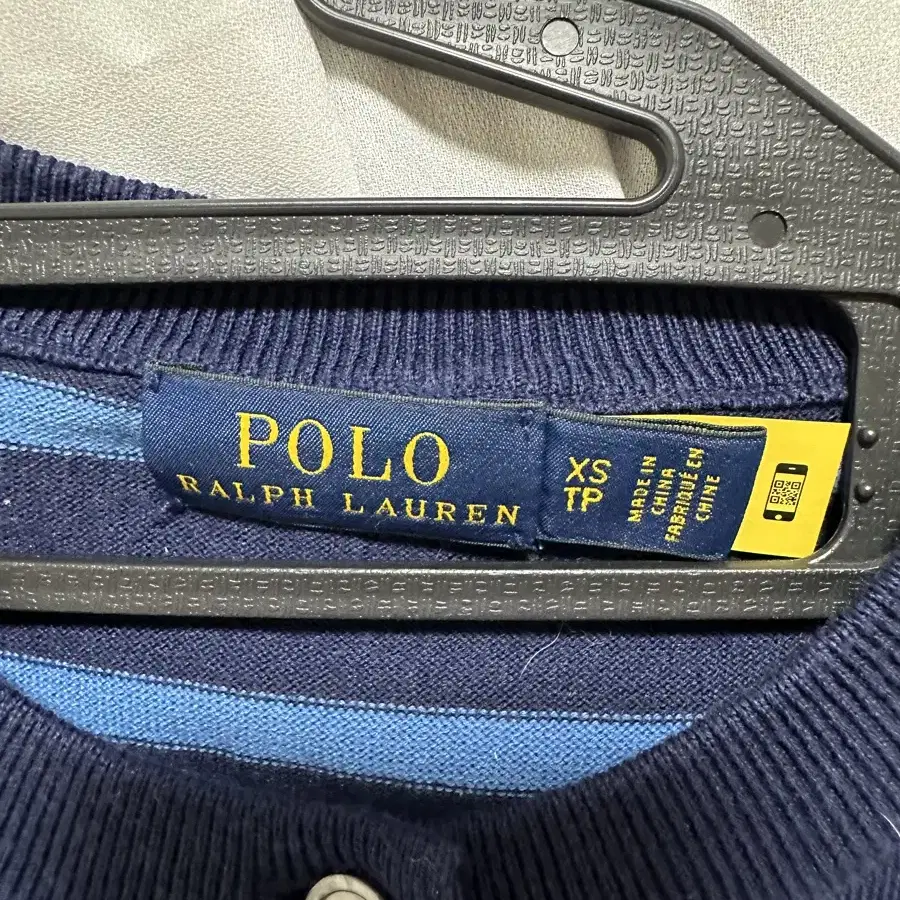 POLO
RALPH LAUREN
XS
TP
MADE IN
CHINA
FABRIQUÉ EN
CHINE